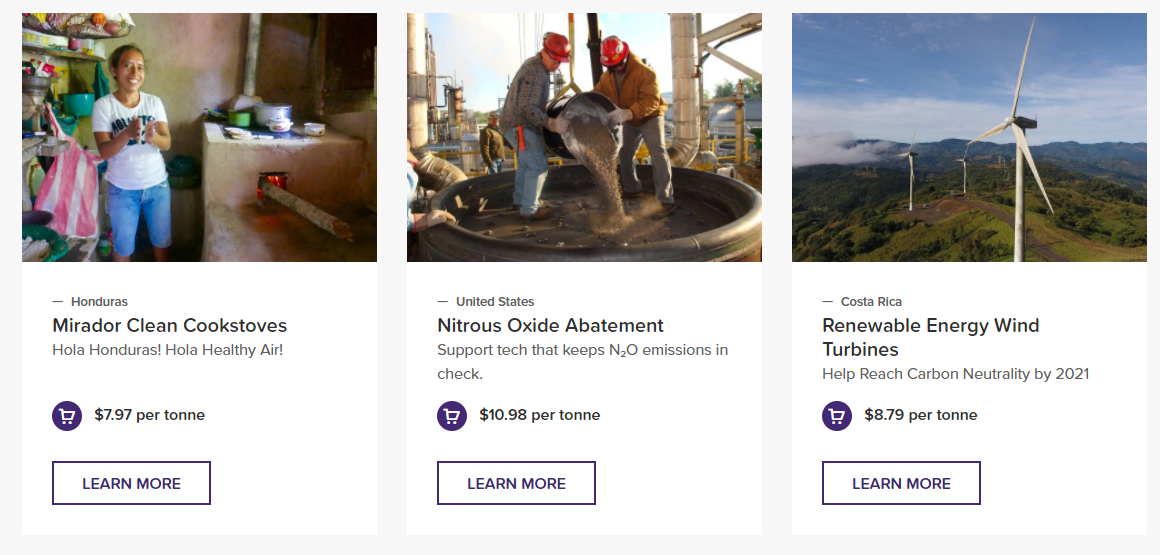 — Honduras
Mirador Clean Cookstoves
Hola Honduras! Hola Healthy Air!
$7.97 per tonne
LEARN MORE
— United States
Nitrous Oxide Abatement
Support tech that keeps N₂O emissions in
check.
$10.98 per tonne
LEARN MORE
— Costa Rica
Renewable Energy Wind
Turbines
Help Reach Carbon Neutrality by 2021
$8.79 per tonne
LEARN MORE